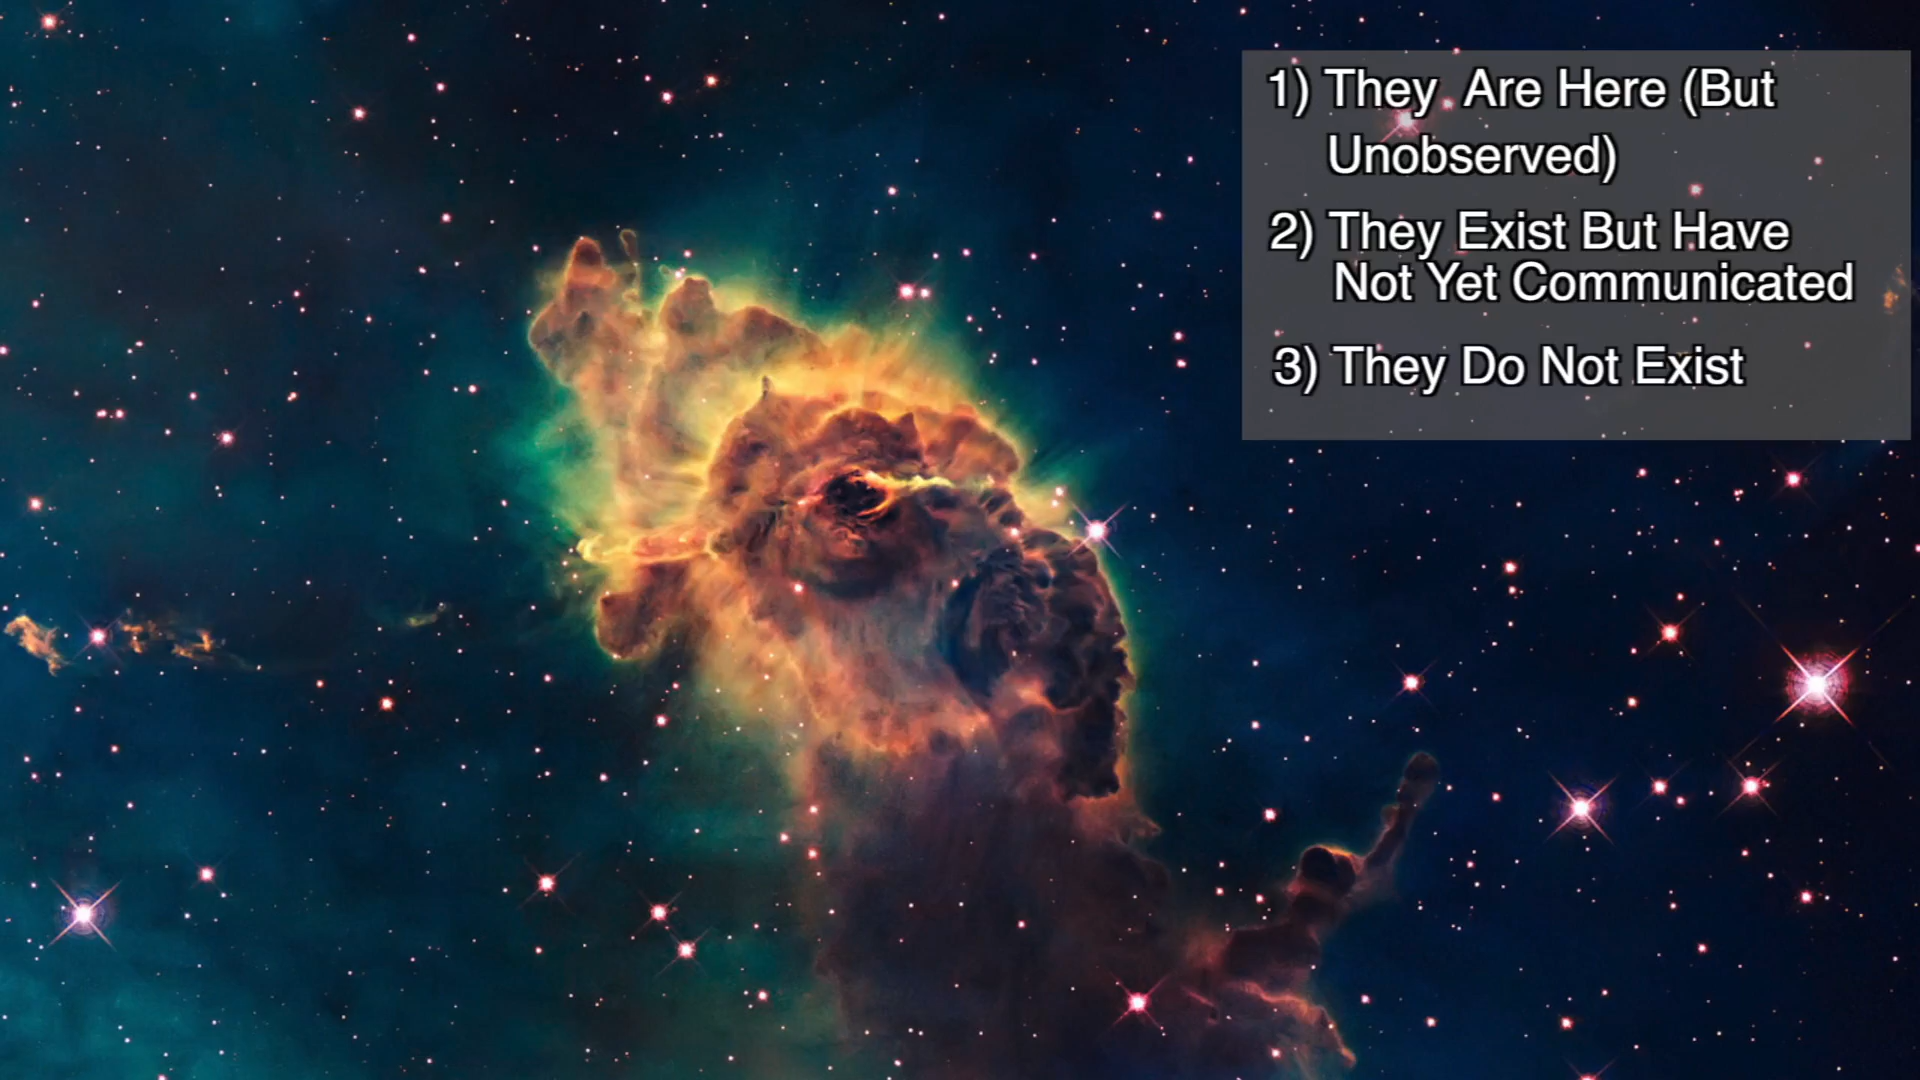 1) They Are Here (But
Unobserved)
2) They Exist But Have
Not Yet Communicated
3) They Do Not Exist